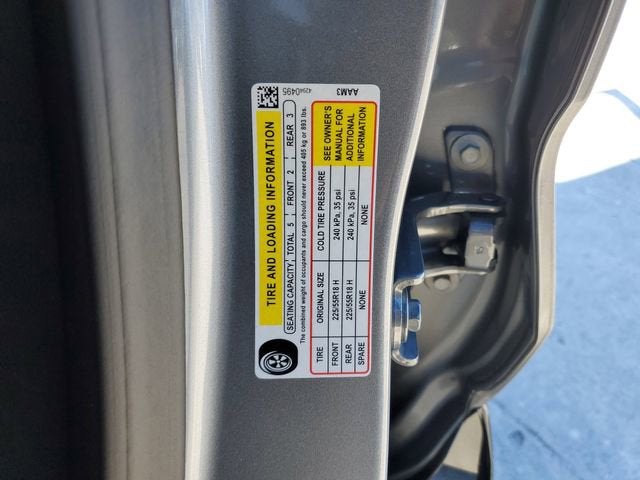 4294 0495
AAM3
TIRE AND LOADING INFORMATION
SEATING CAPACITY TOTAL 5 FRONT 2 REAR 3
The combined weight of occupants and cargo should never exceed 405 kg or 893 lbs.
TIRE ORIGINAL SIZE COLD TIRE PRESSURE SEE OWNER'S
FRONT 225/55R18 H 240 kPa, 35 psi MANUAL FOR
REAR 225/55R18 H 240 kPa, 35 psi ADDITIONAL
SPARE NONE NONE INFORMATION